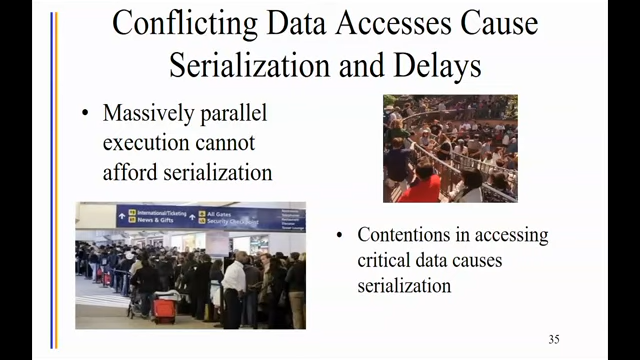 Conflicting Data Accesses Cause
Serialization and Delays
• Massively parallel
execution cannot
afford serialization
International/Ticketing
News & Gifts
All Gates
Security Checkpoint
• Contentions in accessing
critical data causes
serialization
35